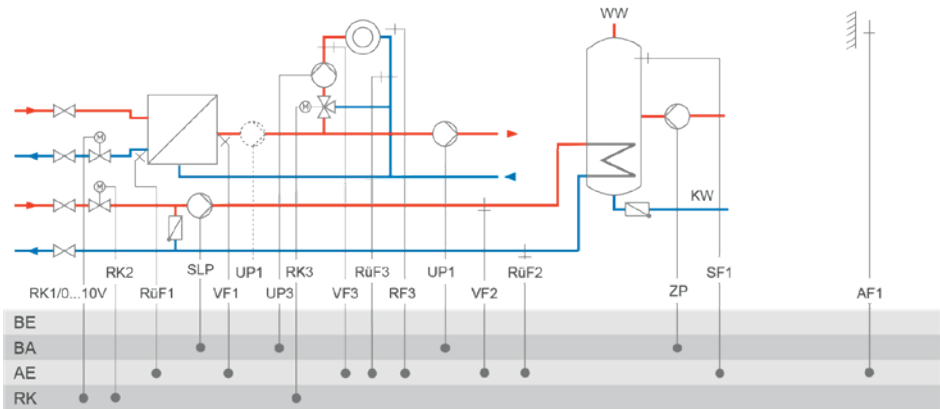 WW
M
M
M
KW
RK2
SLP
UP1
RK3
RüF3
UP1
RüF2
SF1
RK1/0...10V
RüF1
VF1
UP3
VF3
RF3
VF2
ZP
AF1
BE
BA
AE
RK